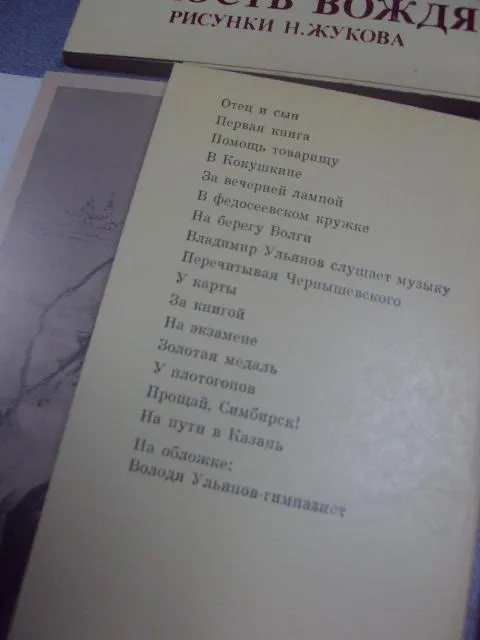 ОСТЬ ВОЖДЯ
РИСУНКИ Н.ЖУКОВА
Отец и сын
Первая книга
Помощь товарищу
В Кокушкине
За вечерней лампой
В федосеевском кружке
На берегу Волги
Владимир Ульянов слушает музыку
Перечитывая Чернышевского
У карты
За книгой
На экзамене
Золотая медаль
У плотогонов
Прощай, Симбирск!
На пути в Казань
На обложке:
Володя Ульянов-гимназист